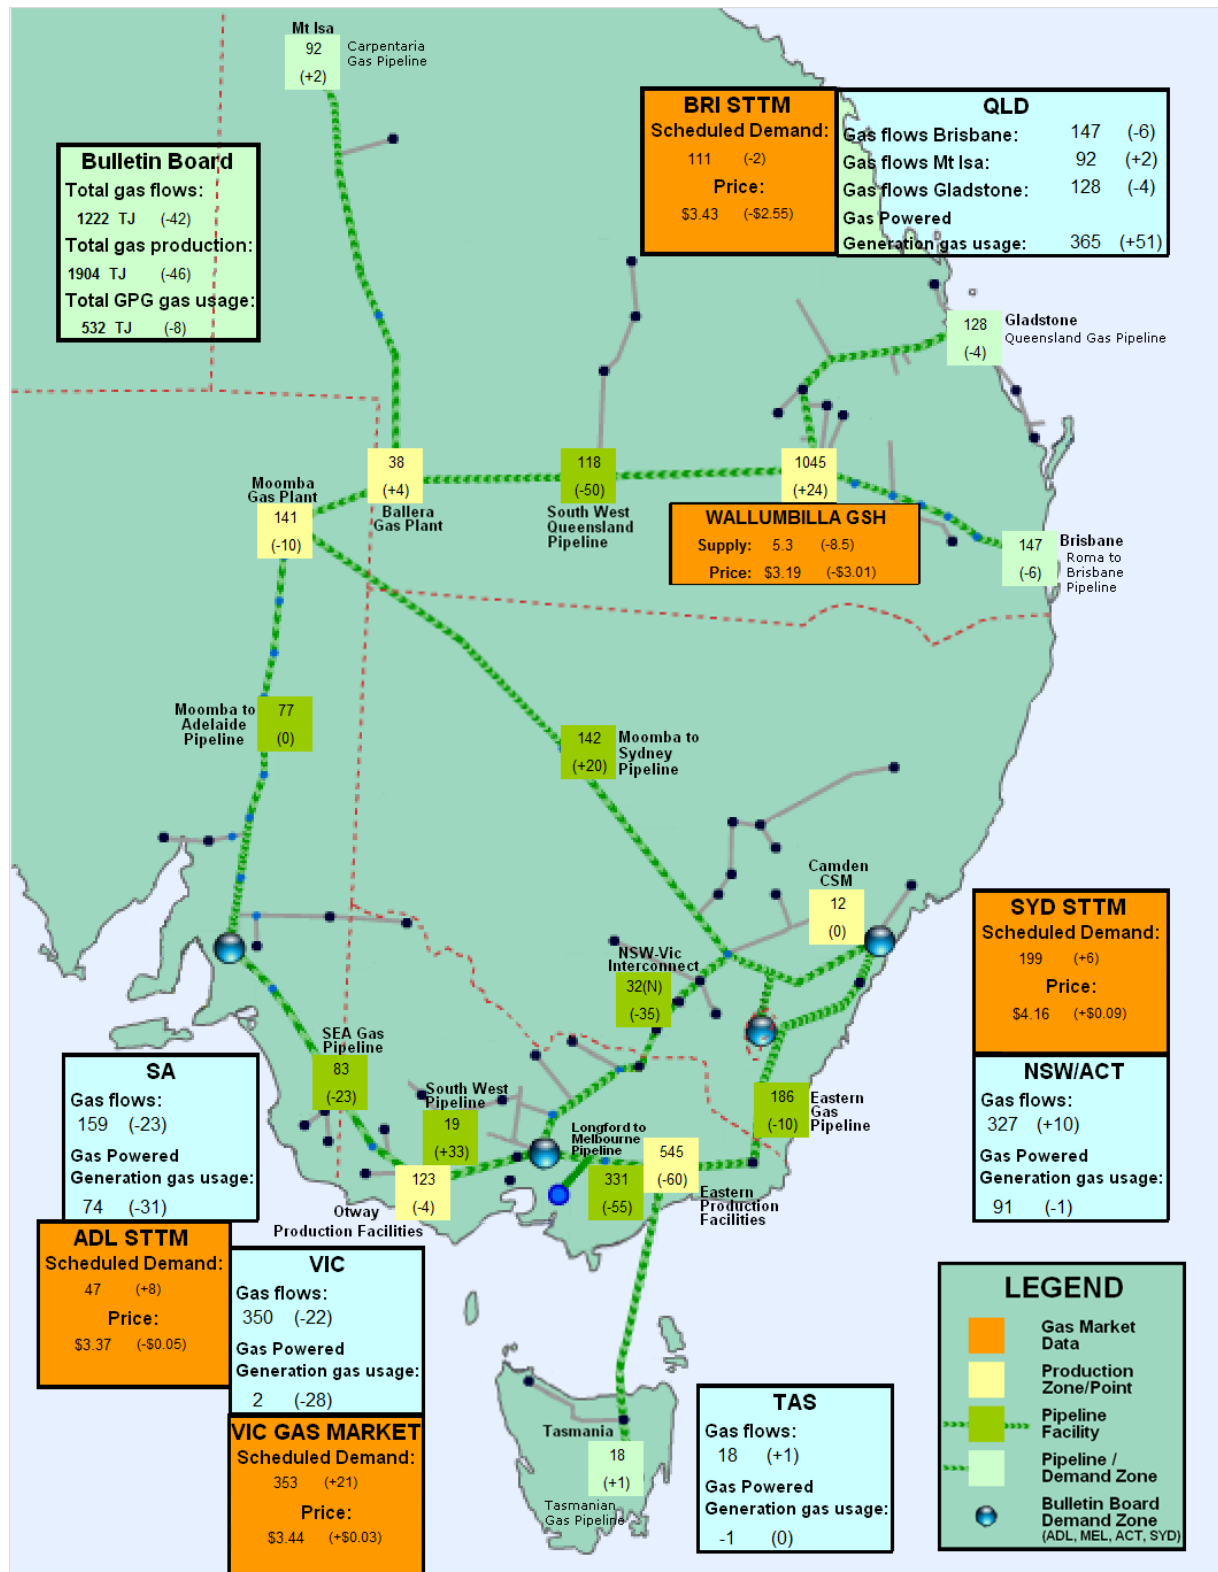 Mt Isa
92
(+2)
Carpentaria
Gas Pipeline
Bulletin Board
Total gas flows:
1222 TJ (-42)
Total gas production:
1904 TJ (-46)
Total GPG gas usage:
532 TJ (-8)
BRI STTM
Scheduled Demand:
111 (-2)
Price:
$3.43 (-$2.55)
QLD
Gas flows Brisbane: 147 (-6)
Gas flows Mt Isa: 92 (+2)
Gas flows Gladstone: 128 (-4)
Gas Powered
Generation gas usage: 365 (+51)
128
(-4)
Gladstone
Queensland Gas Pipeline
38
(+4)
Ballera
Gas Plant
118
(-50)
South West
Queensland
Pipeline
1045
(+24)
Moomba
Gas Plant
141
(-10)
WALLUMBILLA GSH
Supply: 5.3 (-8.5)
Price: $3.19 (-$3.01)
147
(-6)
Brisbane
Roma to
Brisbane
Pipeline
Moomba to
Adelaide
Pipeline
77
(0)
142
(+20)
Moomba to
Sydney
Pipeline
Camden
CSM
12
(0)
NSW-Vic
Interconnect
32(N)
(-35)
SYD STTM
Scheduled Demand:
199 (+6)
Price:
$4.16 (+$0.09)
SEA Gas
Pipeline
83
(-23)
South West
Pipeline
19
(+33)
Longford to
Melbourne
Pipeline
331
(-55)
545
(-60)
Eastern
Production
Facilities
186
(-10)
Eastern
Gas
Pipeline
123
(-4)
Otway
Production Facilities
SA
Gas flows:
159 (-23)
Gas Powered
Generation gas usage:
74 (-31)
NSW/ACT
Gas flows:
327 (+10)
Gas Powered
Generation gas usage:
91 (-1)
ADL STTM
Scheduled Demand:
47 (+8)
Price:
$3.37 (-$0.05)
VIC
Gas flows:
350 (-22)
Gas Powered
Generation gas usage:
2 (-28)
VIC GAS MARKET
Scheduled Demand:
353 (+21)
Price:
$3.44 (+$0.03)
Tasmania
18
(+1)
Tasmanian
Gas Pipeline
TAS
Gas flows:
18 (+1)
Gas Powered
Generation gas usage:
-1 (0)
LEGEND
Gas Market
Data
Production
Zone/Point
Pipeline
Facility
Pipeline /
Demand Zone
Bulletin Board
Demand Zone
(ADL, MEL, ACT, SYD)